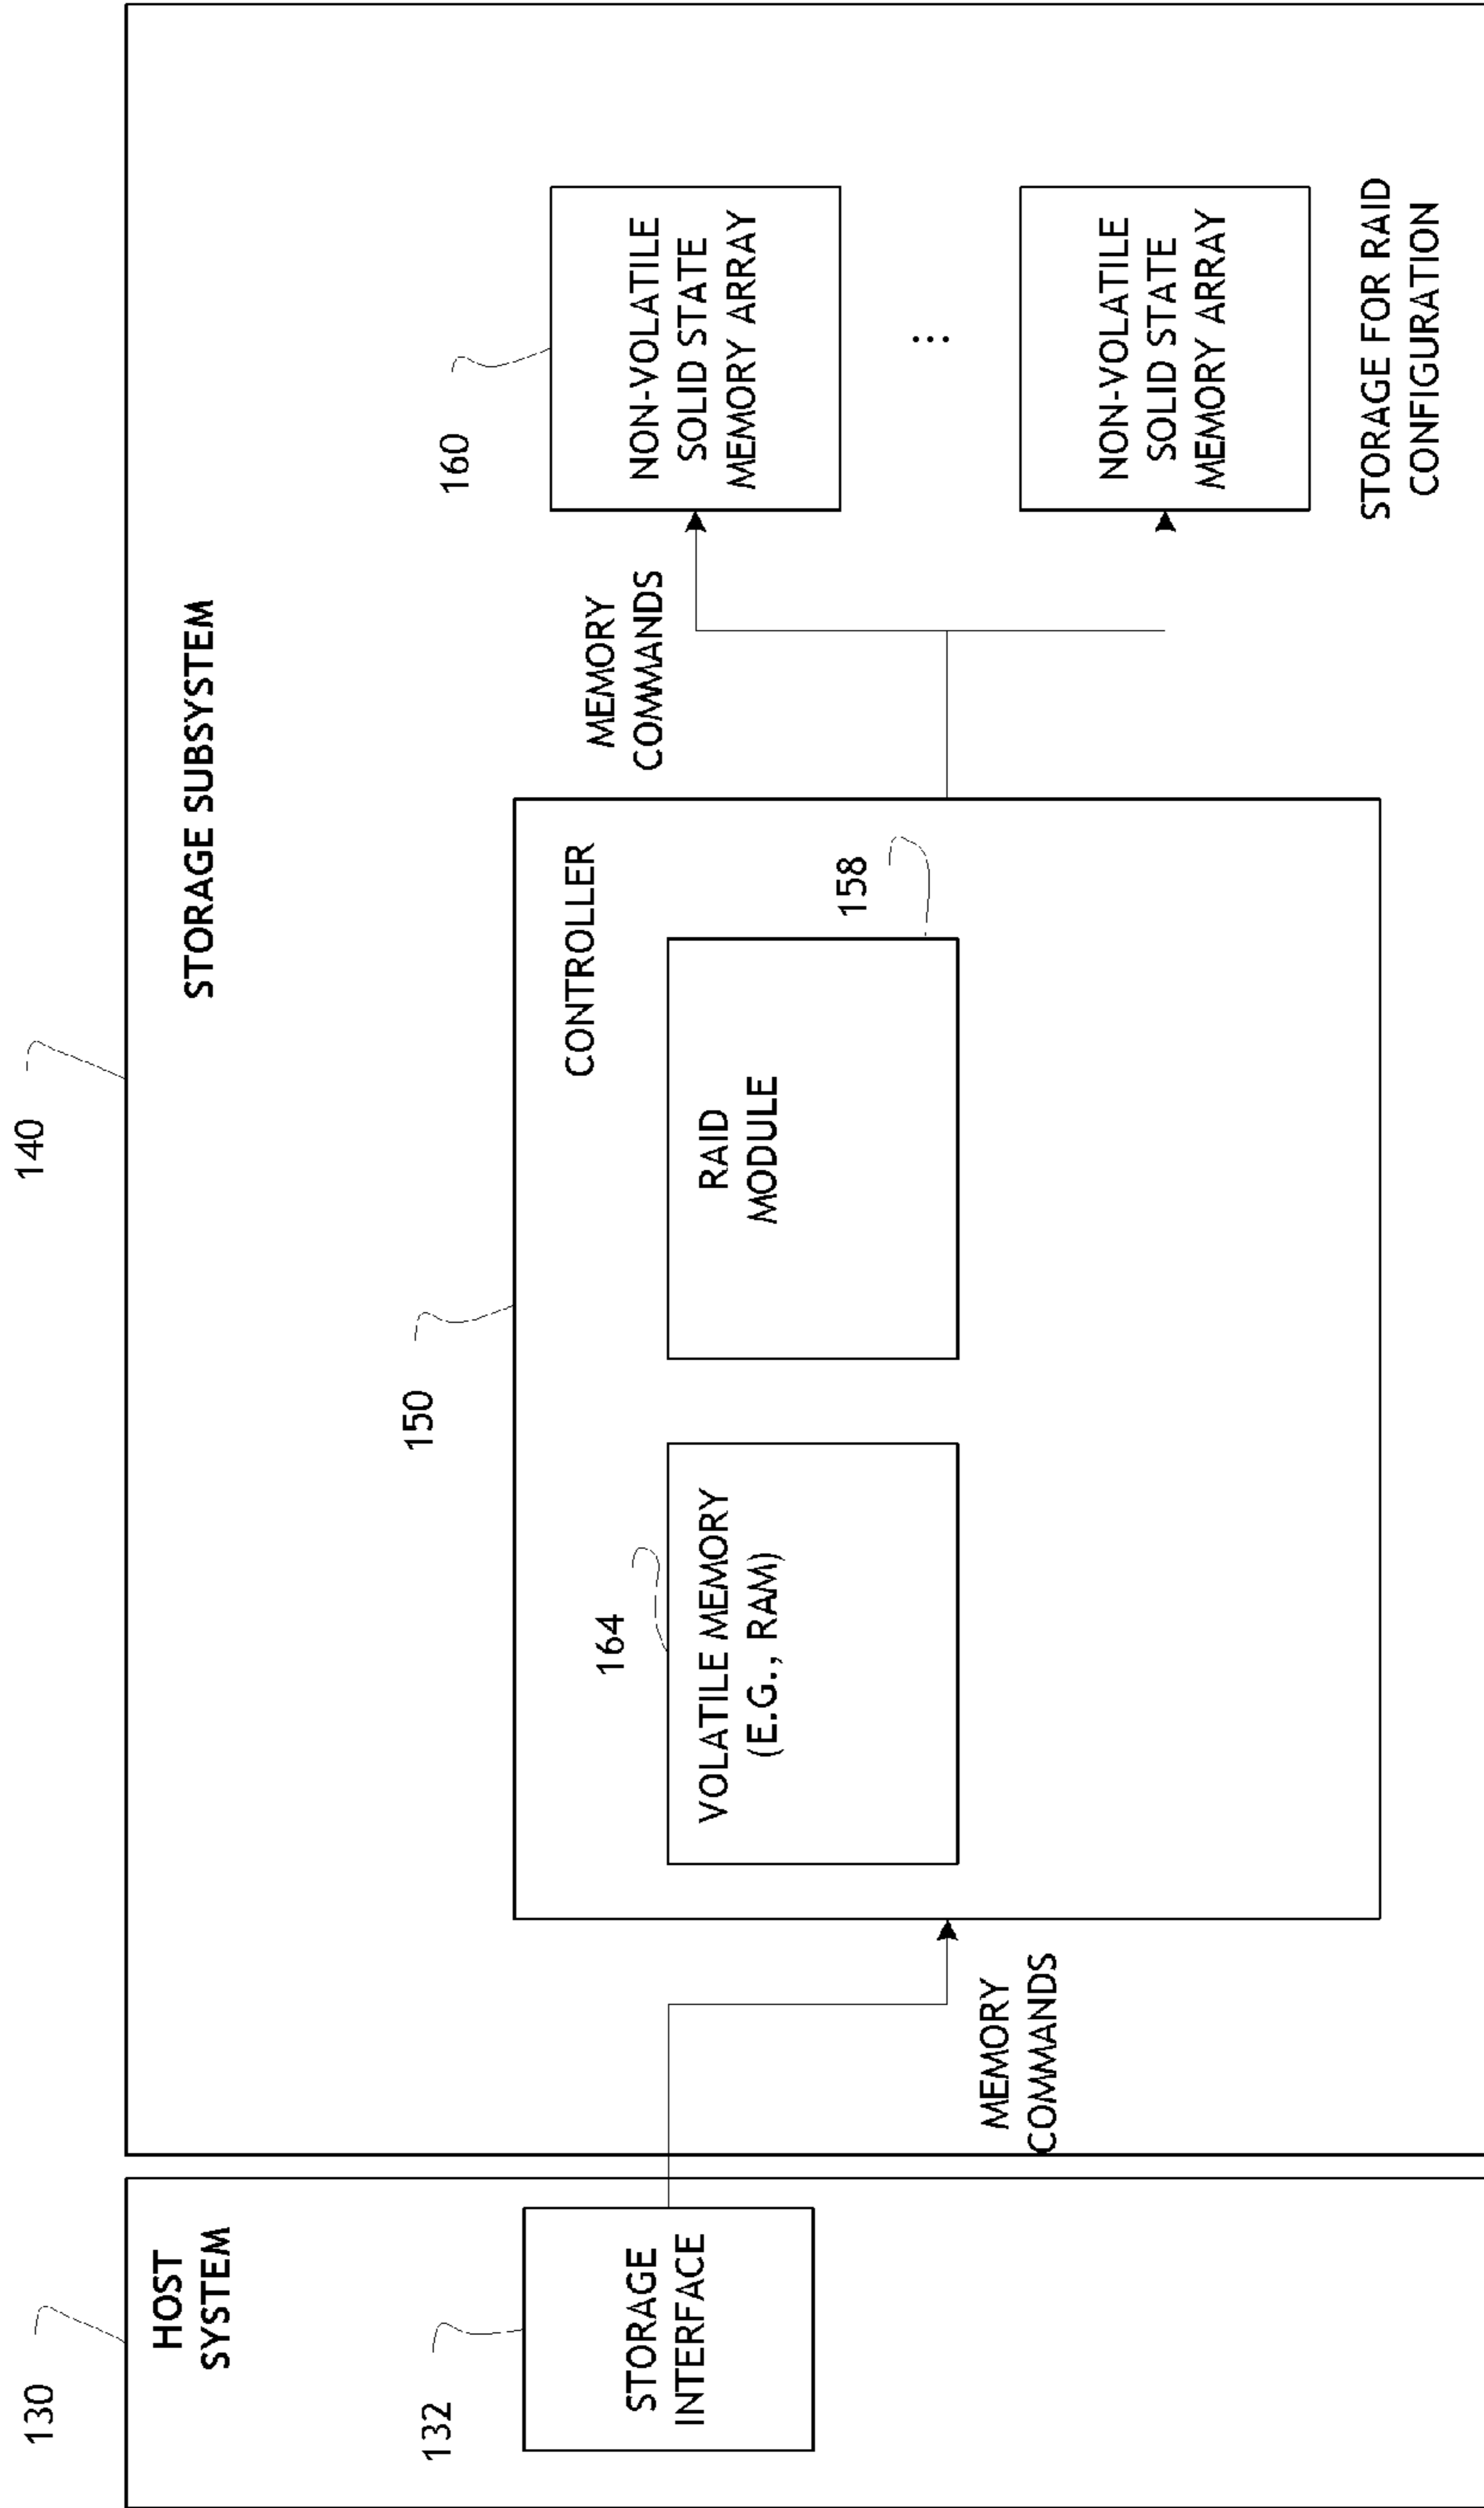 130
HOST
SYSTEM
132
STORAGE
INTERFACE
140
STORAGE SUBSYSTEM
MEMORY
COMMANDS
150
CONTROLLER
164
VOLATILE MEMORY
(E.G., RAM)
RAID
MODULE
158
MEMORY
COMMANDS
160
NON-VOLATILE
SOLID STATE
MEMORY ARRAY
...
NON-VOLATILE
SOLID STATE
MEMORY ARRAY
STORAGE FOR RAID
CONFIGURATION